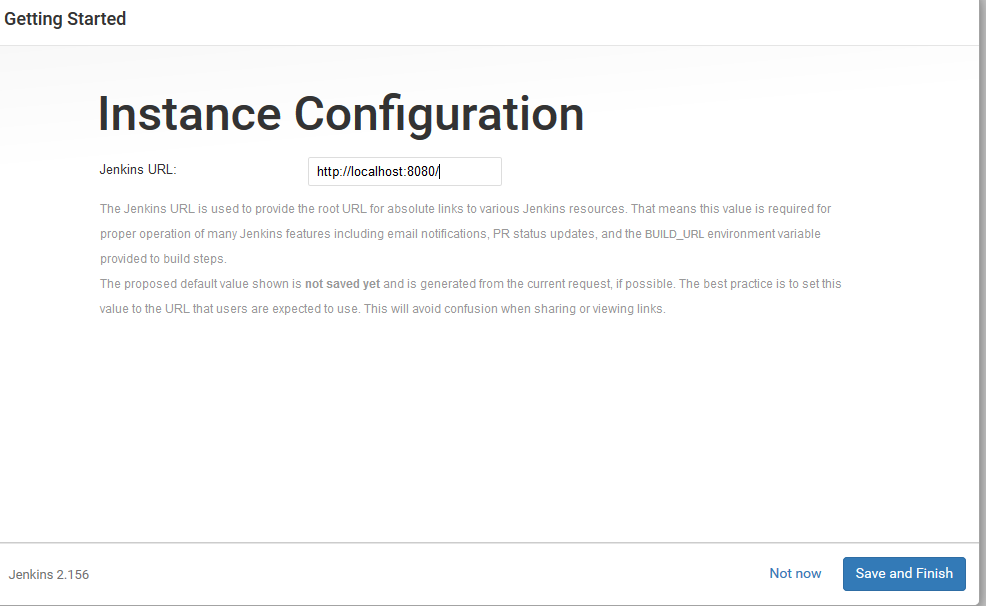 Getting Started
Instance Configuration
Jenkins URL:
http://localhost:8080/
The Jenkins URL is used to provide the root URL for absolute links to various Jenkins resources. That means this value is required for
proper operation of many Jenkins features including email notifications, PR status updates, and the BUILD_URL environment variable
provided to build steps.
The proposed default value shown is not saved yet and is generated from the current request, if possible. The best practice is to set this
value to the URL that users are expected to use. This will avoid confusion when sharing or viewing links.
Jenkins 2.156
Not now
Save and Finish